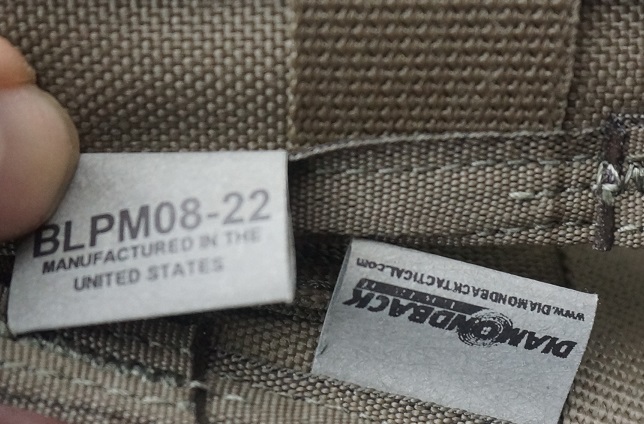 BLPM08-22
MANUFACTURED IN THE
UNITED STATES
DIAMONDBACK
www.DIAMONDBACKTACTICAL.com